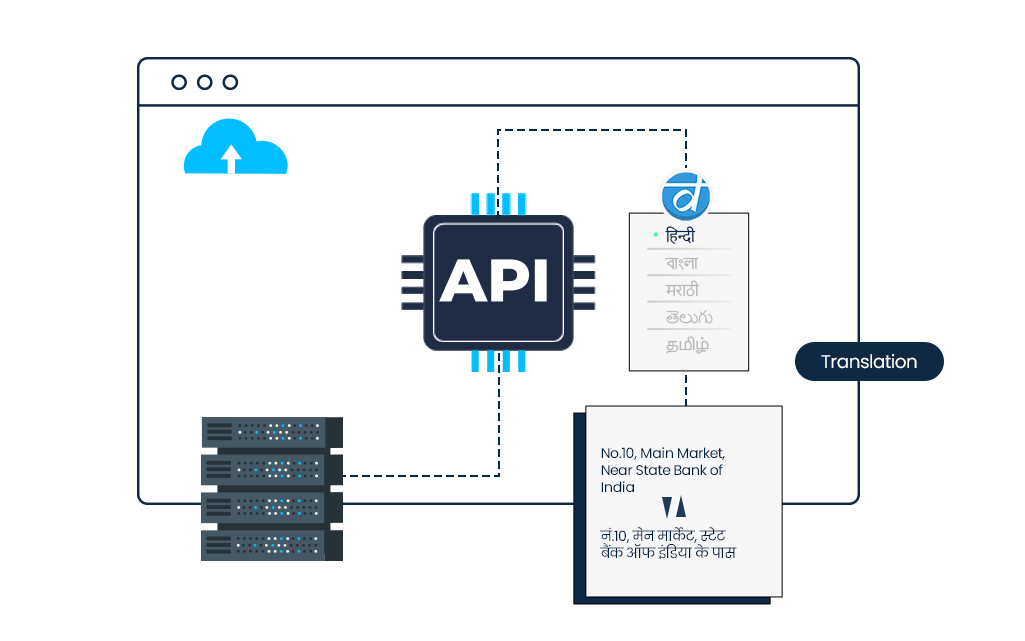 API
हिन्दी
बাংলা
मराठी
తెలుగు
தமிழ்
Translation
No.10, Main Market,
Near State Bank of
India
नं.10, मेन मार्केट, स्टेट
बैंक ऑफ इंडिया के पास